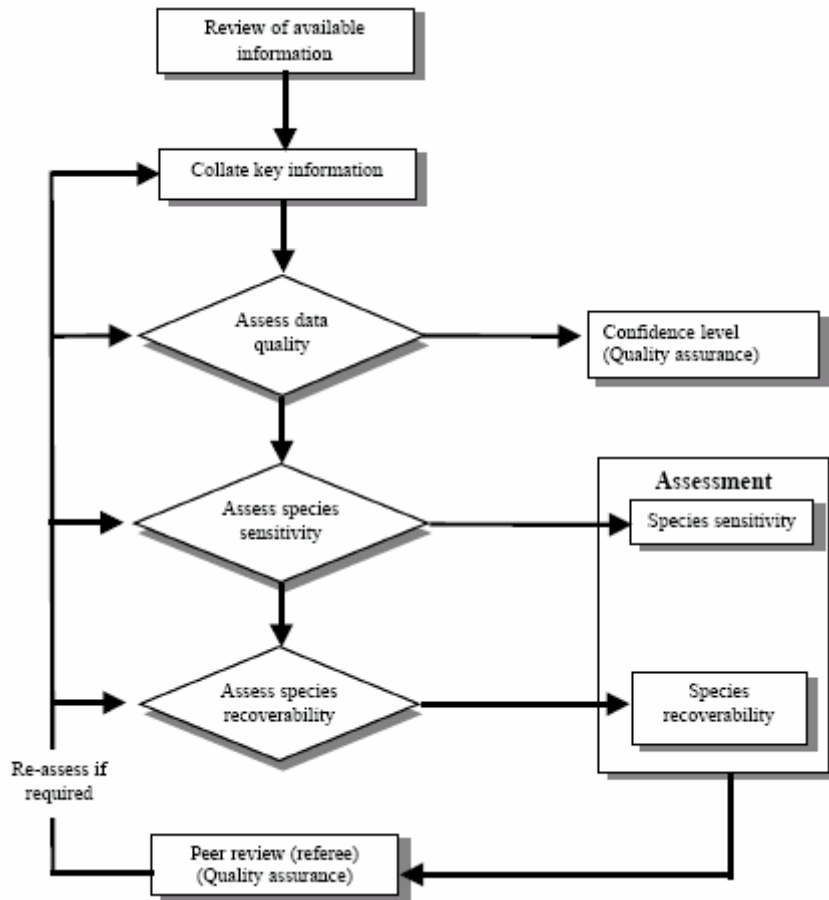 Review of available
information
Collate key information
Assess data
quality
Confidence level
(Quality assurance)
Assess species
sensitivity
Assessment
Species sensitivity
Assess species
recoverability
Species
recoverability
Re-assess if
required
Peer review (referee)
(Quality assurance)